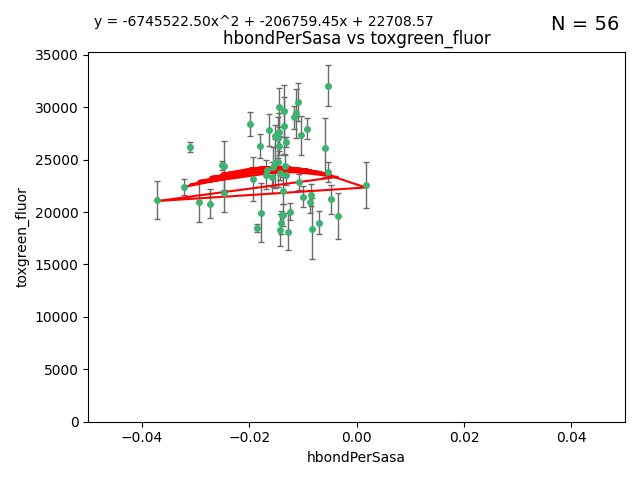 y = -6745522.50x^2 + -206759.45x + 22708.57
N = 56
hbondPerSasa vs toxgreen_fluor
toxgreen_fluor
35000
30000
25000
20000
15000
10000
5000
0
−0.04
−0.02
0.00
0.02
0.04
hbondPerSasa